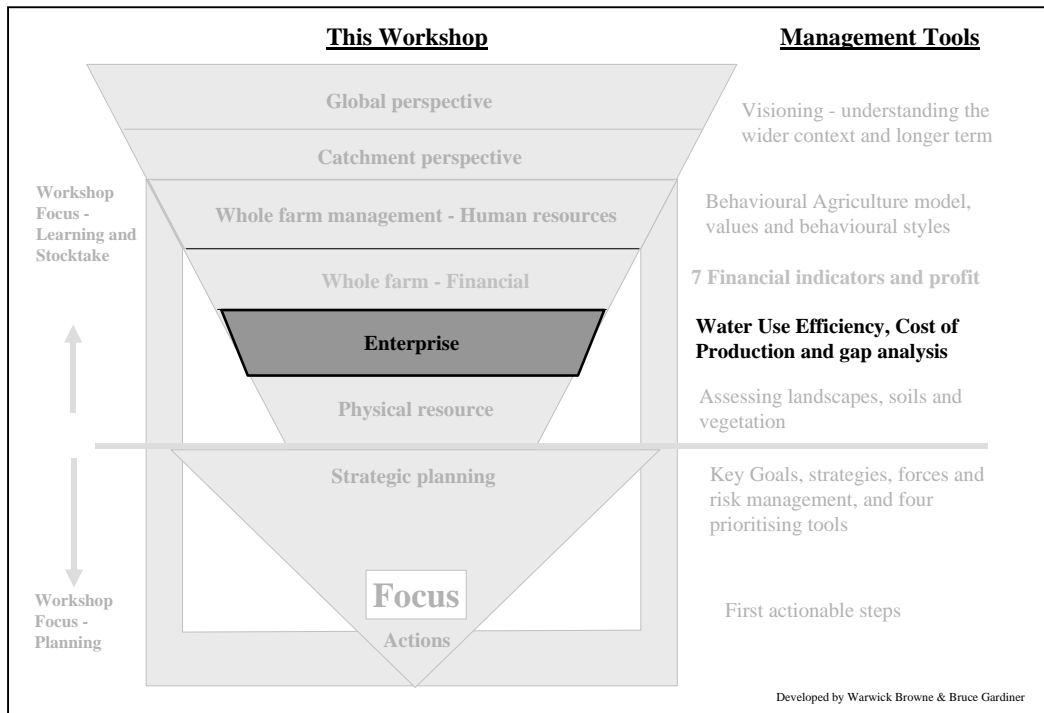 This Workshop
Management Tools
Global perspective
Visioning - understanding the
wider context and longer term
Catchment perspective
Workshop
Focus -
Learning and
Stocktake
Whole farm management - Human resources
Behavioural Agriculture model,
values and behavioural styles
Whole farm - Financial
7 Financial indicators and profit
Enterprise
Water Use Efficiency, Cost of
Production and gap analysis
Physical resource
Assessing landscapes, soils and
vegetation
Strategic planning
Key Goals, strategies, forces and
risk management, and four
prioritising tools
Workshop
Focus -
Planning
Focus
Actions
First actionable steps
Developed by Warwick Browne & Bruce Gardiner